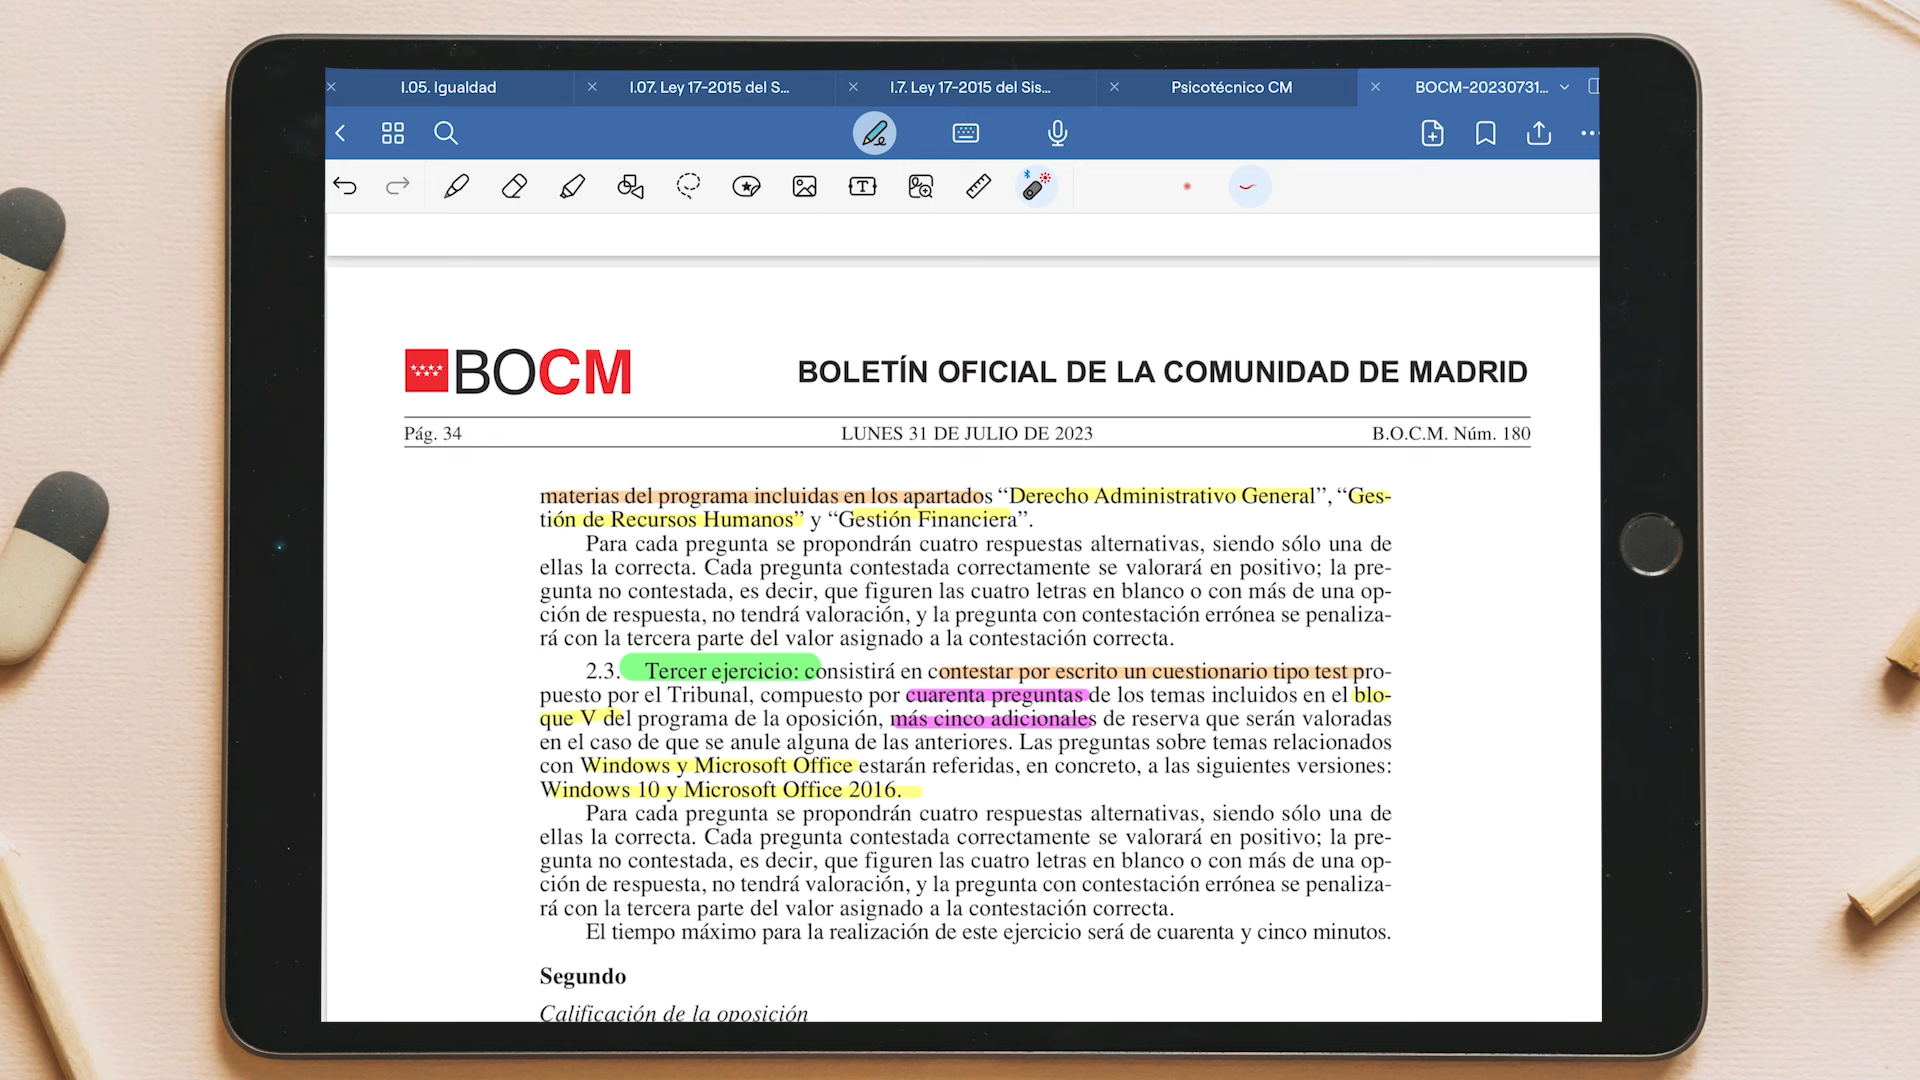 I.05. Igualdad
I.07. Ley 17-2015 del S...
I.7. Ley 17-2015 del Sis...
Psicotécnico CM
BOCM-20230731...
BOCM
BOLETÍN OFICIAL DE LA COMUNIDAD DE MADRID
Pág. 34
LUNES 31 DE JULIO DE 2023
B.O.C.M. Núm. 180
materias del programa incluidas en los apartados “Derecho Administrativo General”, “Ges-
tión de Recursos Humanos” y “Gestión Financiera”.
Para cada pregunta se propondrán cuatro respuestas alternativas, siendo sólo una de
ellas la correcta. Cada pregunta contestada correctamente se valorará en positivo; la pre-
gunta no contestada, es decir, que figuren las cuatro letras en blanco o con más de una op-
ción de respuesta, no tendrá valoración, y la pregunta con contestación errónea se penaliza-
rá con la tercera parte del valor asignado a la contestación correcta.
2.3. Tercer ejercicio: consistirá en contestar por escrito un cuestionario tipo test pro-
puesto por el Tribunal, compuesto por cuarenta preguntas de los temas incluidos en el blo-
que V del programa de la oposición, más cinco adicionales de reserva que serán valoradas
en el caso de que se anule alguna de las anteriores. Las preguntas sobre temas relacionados
con Windows y Microsoft Office estarán referidas, en concreto, a las siguientes versiones:
Windows 10 y Microsoft Office 2016.
Para cada pregunta se propondrán cuatro respuestas alternativas, siendo sólo una de
ellas la correcta. Cada pregunta contestada correctamente se valorará en positivo; la pre-
gunta no contestada, es decir, que figuren las cuatro letras en blanco o con más de una op-
ción de respuesta, no tendrá valoración, y la pregunta con contestación errónea se penaliza-
rá con la tercera parte del valor asignado a la contestación correcta.
El tiempo máximo para la realización de este ejercicio será de cuarenta y cinco minutos.
Segundo
Calificación de la oposición